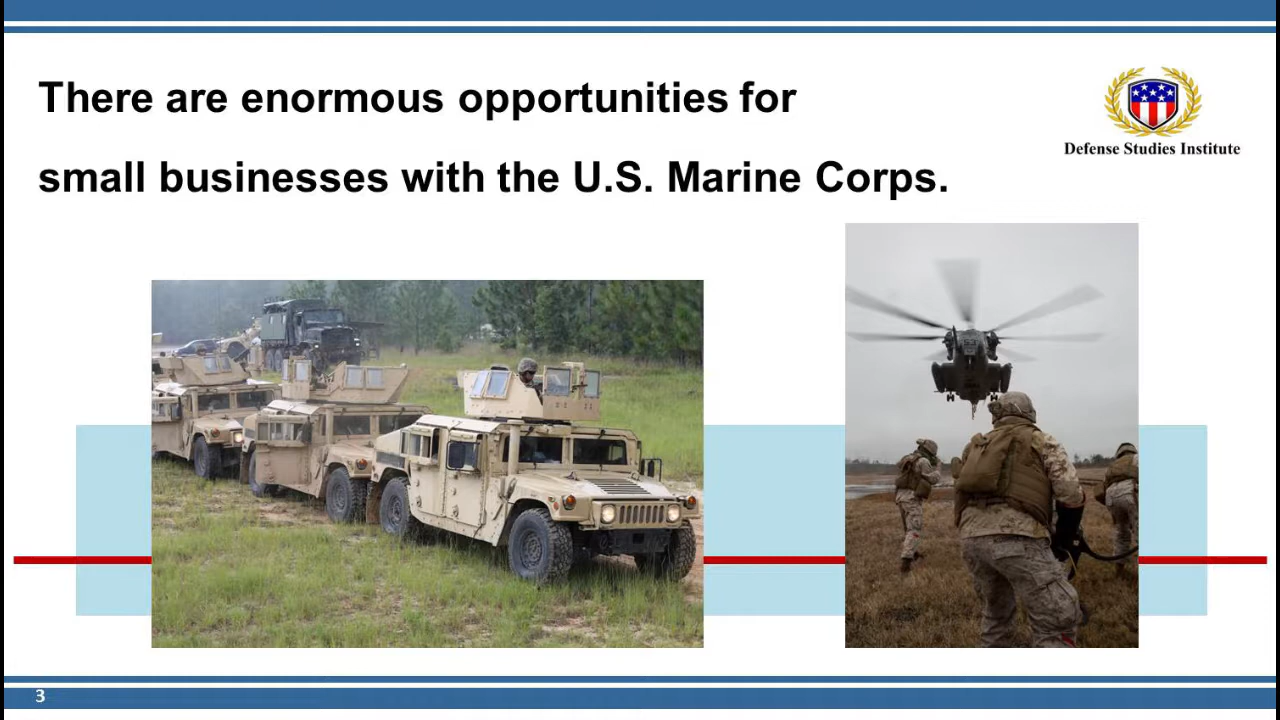 There are enormous opportunities for
small businesses with the U.S. Marine Corps.
Defense Studies Institute
3